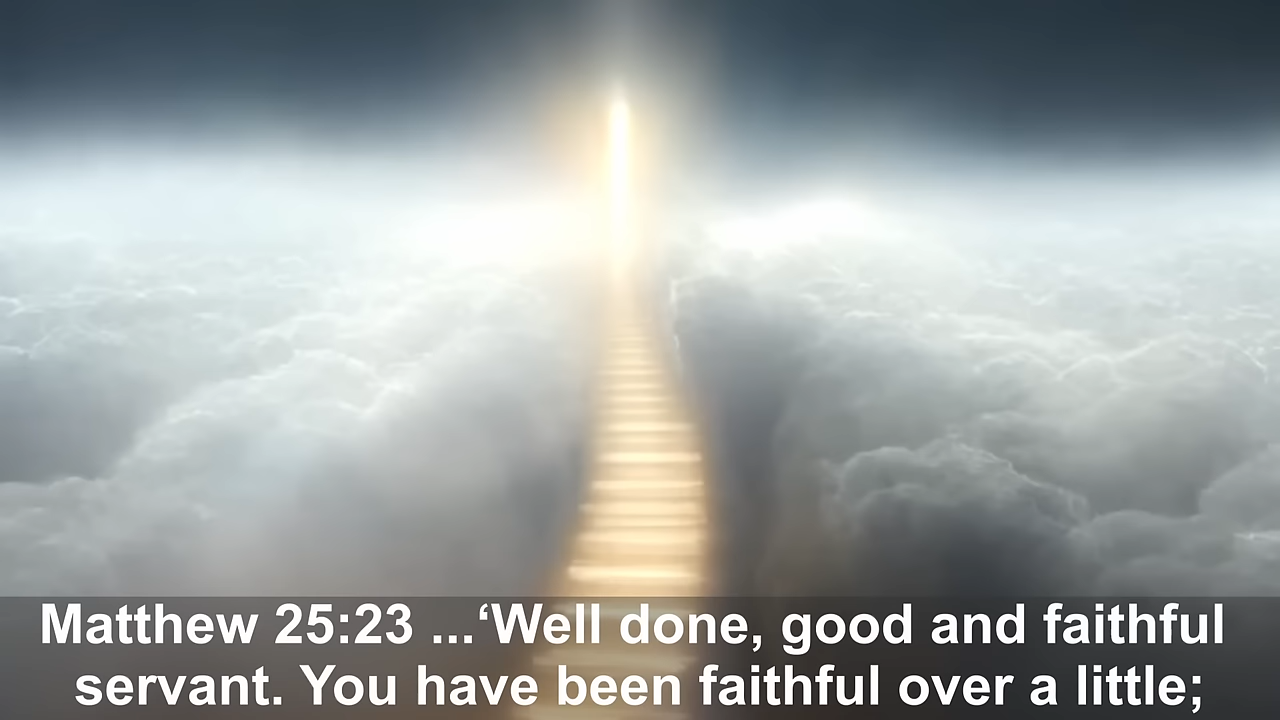 Matthew 25:23 ...‘Well done, good and faithful
servant. You have been faithful over a little;